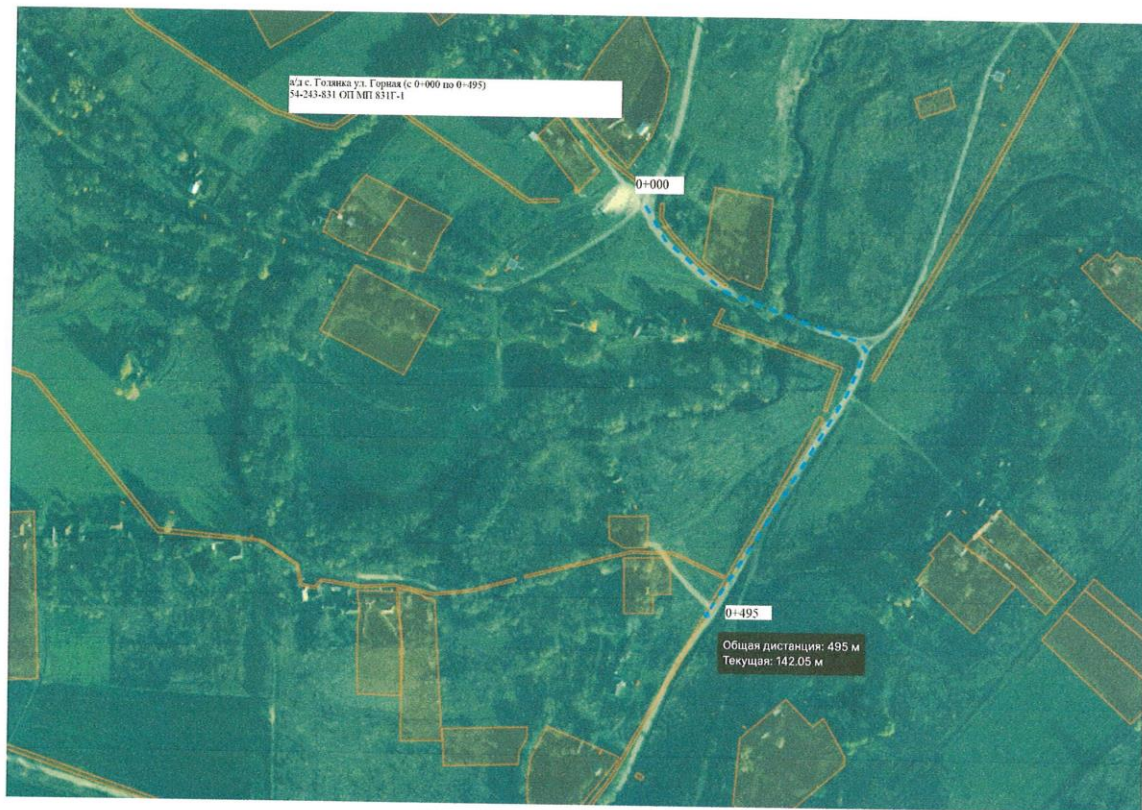 а/д с. Голянка ул. Горная (с 0+000 по 0+495)
54-243-831 ОП МП 831Г-1
0+000
0+495
Общая дистанция: 495 м
Текущая: 142.05 м